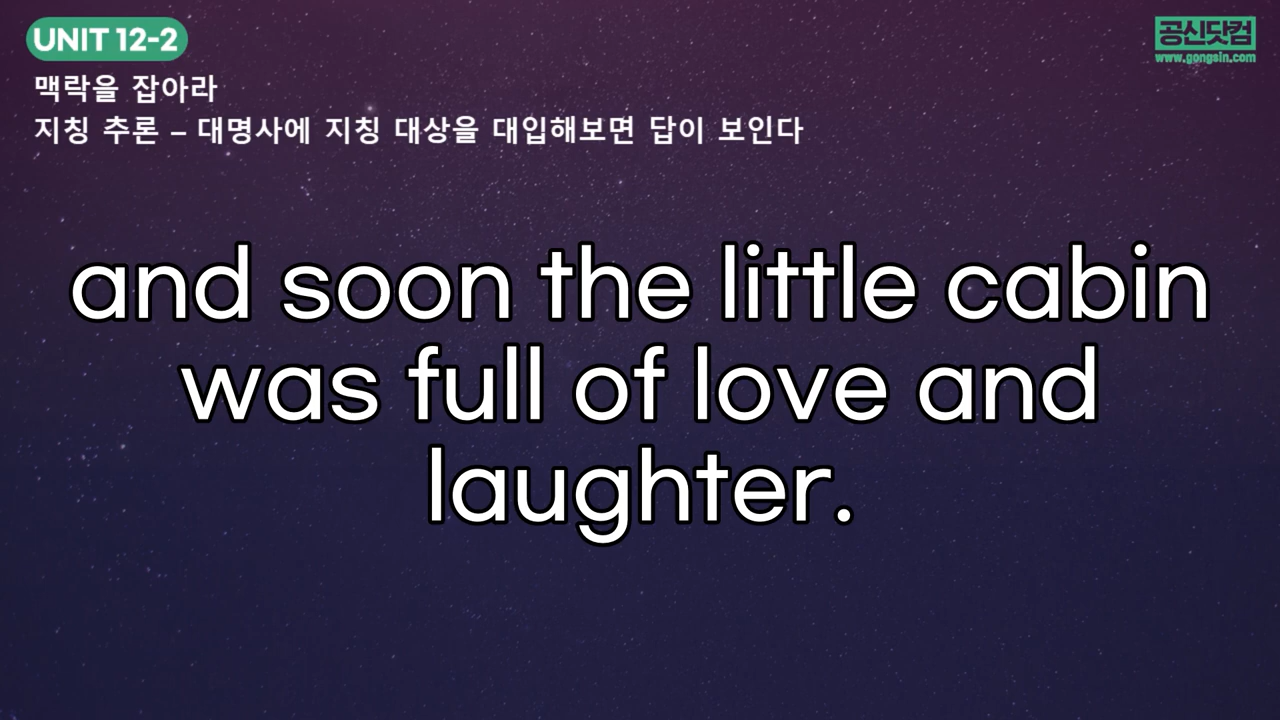 UNIT 12-2
공신닷컴
www.gongsin.com
맥락을 잡아라
지칭 추론 – 대명사에 지칭 대상을 대입해보면 답이 보인다
and soon the little cabin
was full of love and
laughter.